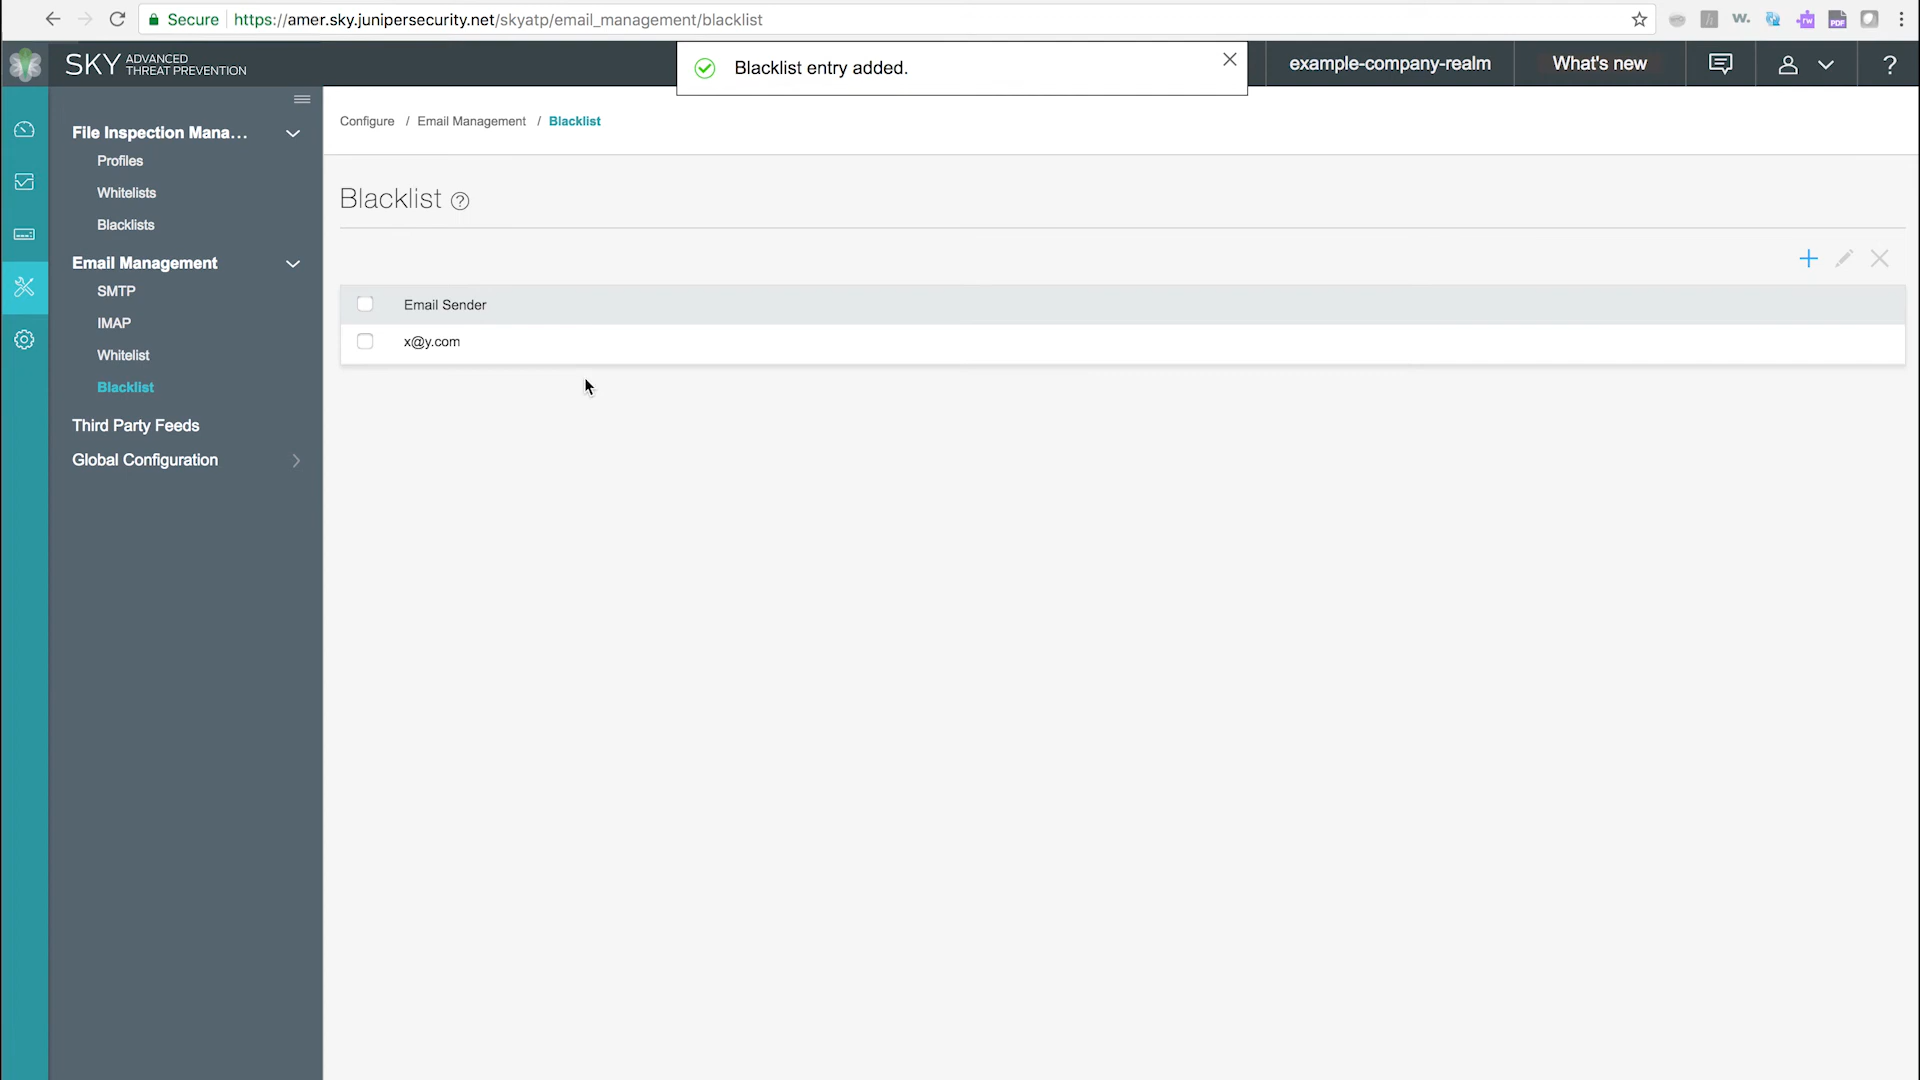 Secure
https://amer.sky.junipersecurity.net/skyatp/email_management/blacklist
SKY ADVANCED THREAT PREVENTION
Blacklist entry added.
example-company-realm
What's new
?
File Inspection Mana...
Profiles
Whitelists
Blacklists
Email Management
SMTP
IMAP
Whitelist
Blacklist
Third Party Feeds
Global Configuration
Configure / Email Management / Blacklist
Blacklist ?
Email Sender
x@y.com